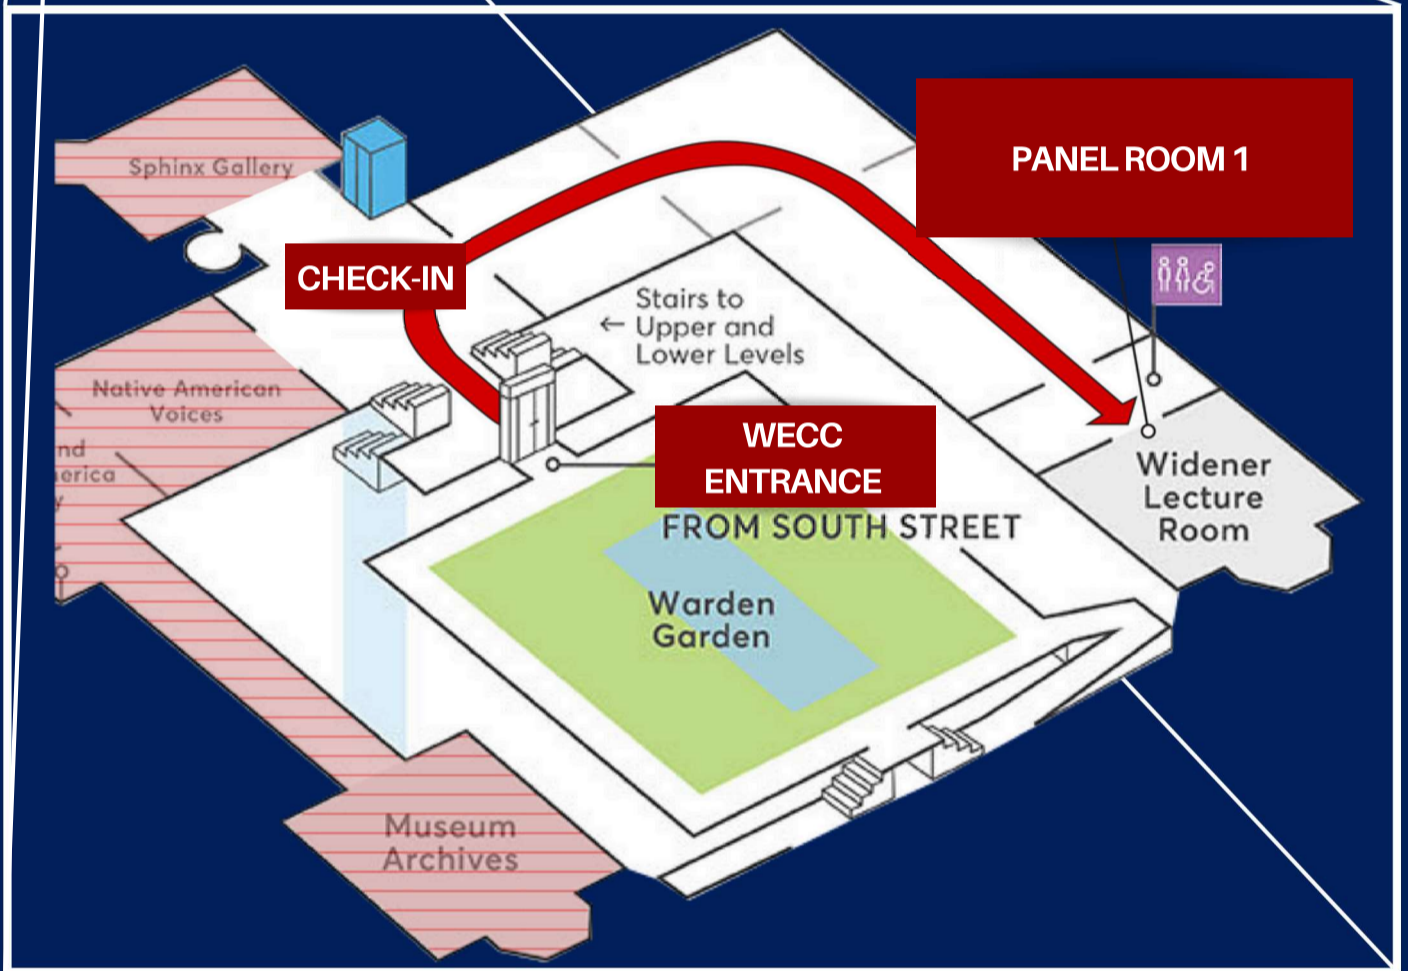 Sphinx Gallery
PANEL ROOM 1
CHECK-IN
Stairs to
← Upper and
Lower Levels
Native American
Voices
WECC
ENTRANCE
FROM SOUTH STREET
Widener
Lecture
Room
Warden
Garden
Museum
Archives